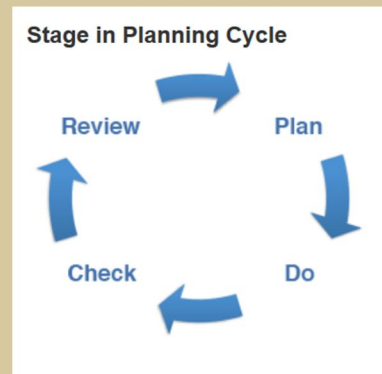 Stage in Planning Cycle
Review
Plan
Check
Do